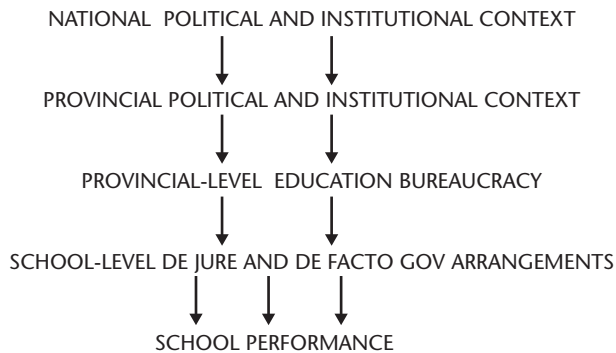 NATIONAL POLITICAL AND INSTITUTIONAL CONTEXT
PROVINCIAL POLITICAL AND INSTITUTIONAL CONTEXT
PROVINCIAL-LEVEL EDUCATION BUREAUCRACY
SCHOOL-LEVEL DE JURE AND DE FACTO GOV ARRANGEMENTS
SCHOOL PERFORMANCE